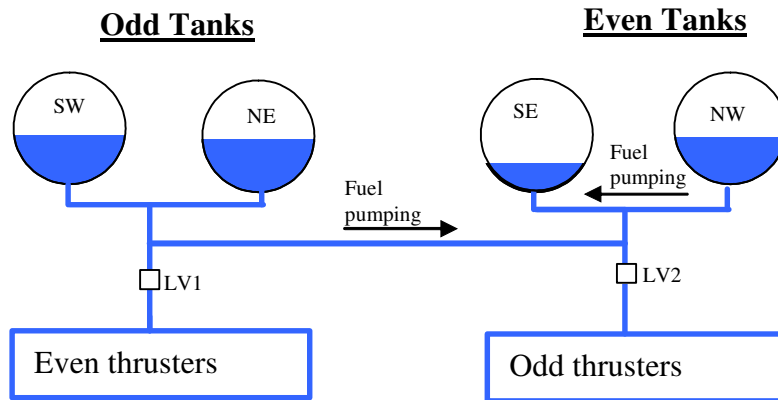 Odd Tanks
Even Tanks
SW
NE
SE
NW
Fuel
pumping
Fuel
pumping
LV1
LV2
Even thrusters
Odd thrusters